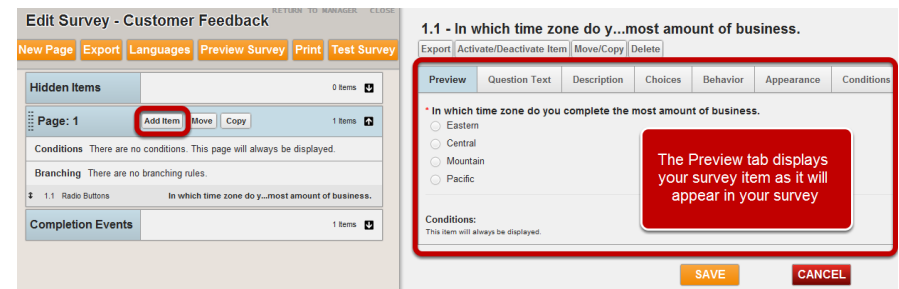 RETURN TO MANAGER CLOSE
Edit Survey - Customer Feedback
New Page Export Languages Preview Survey Print Test Survey
Hidden Items 0 Items
Page: 1 Add Item Move Copy 1 Items
Conditions There are no conditions. This page will always be displayed.
Branching There are no branching rules.
1.1 Radio Buttons In which time zone do y...most amount of business.
Completion Events 1 Items
1.1 - In which time zone do y...most amount of business.
Export Activate/Deactivate Item Move/Copy Delete
Preview Question Text Description Choices Behavior Appearance Conditions
* In which time zone do you complete the most amount of business.
Eastern
Central
Mountain
Pacific
The Preview tab displays
your survey item as it will
appear in your survey
Conditions:
This item will always be displayed.
SAVE CANCEL